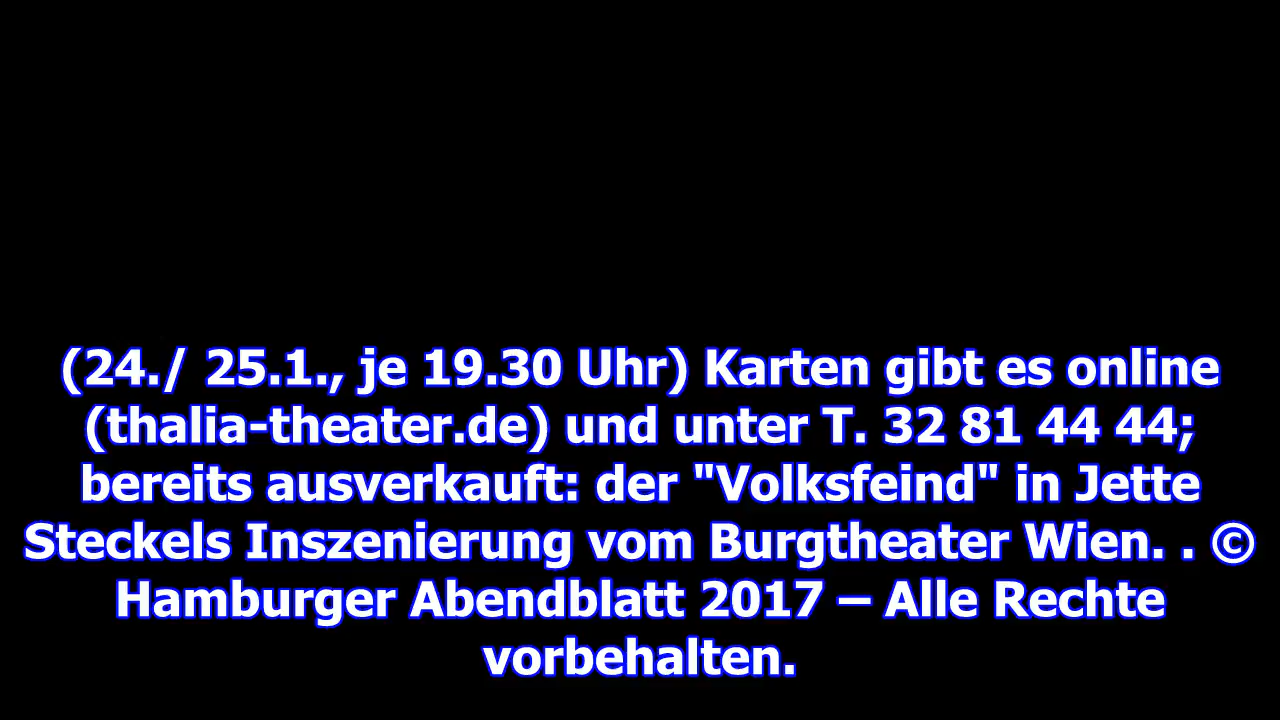 (24./ 25.1., je 19.30 Uhr) Karten gibt es online
(thalia-theater.de) und unter T. 32 81 44 44;
bereits ausverkauft: der "Volksfeind" in Jette
Steckels Inszenierung vom Burgtheater Wien. . ©
Hamburger Abendblatt 2017 – Alle Rechte
vorbehalten.